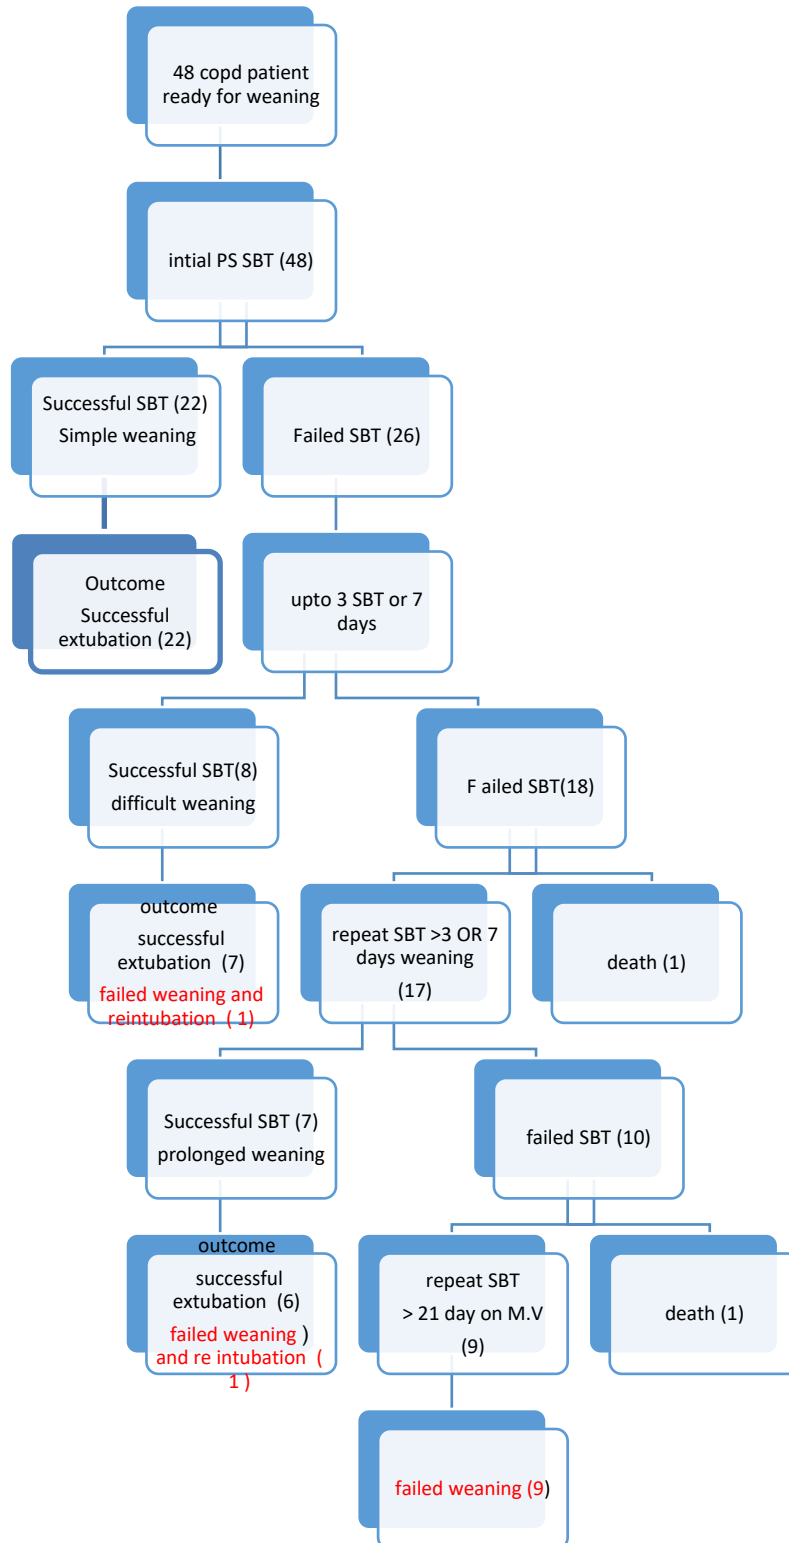 48 copd patient
ready for weaning
intial PS SBT (48)
Successful SBT (22)
Simple weaning
Failed SBT (26)
Outcome
Successful
extubation (22)
upto 3 SBT or 7
days
Successful SBT(8)
difficult weaning
F ailed SBT(18)
outcome
successful
extubation (7)
failed weaning and
reintubation ( 1)
repeat SBT >3 OR 7
days weaning
(17)
death (1)
Successful SBT (7)
prolonged weaning
failed SBT (10)
outcome
successful
extubation (6)
failed weaning )
and re intubation (
1 )
repeat SBT
> 21 day on M.V
(9)
death (1)
failed weaning (9)